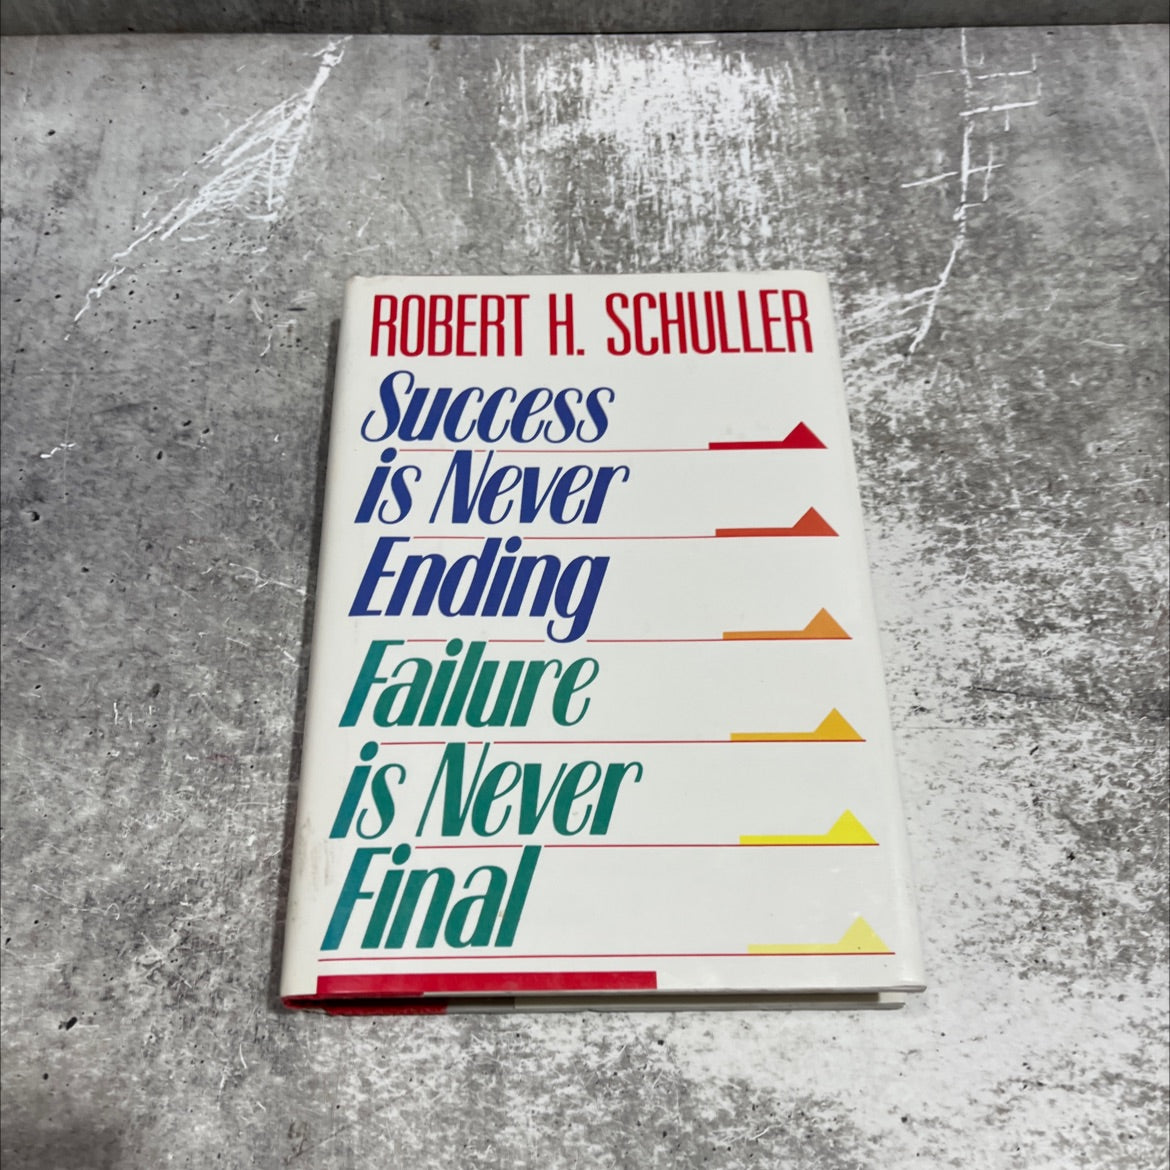 ROBERT H. SCHULLER
Success
is Never
Ending
Failure
is Never
Final